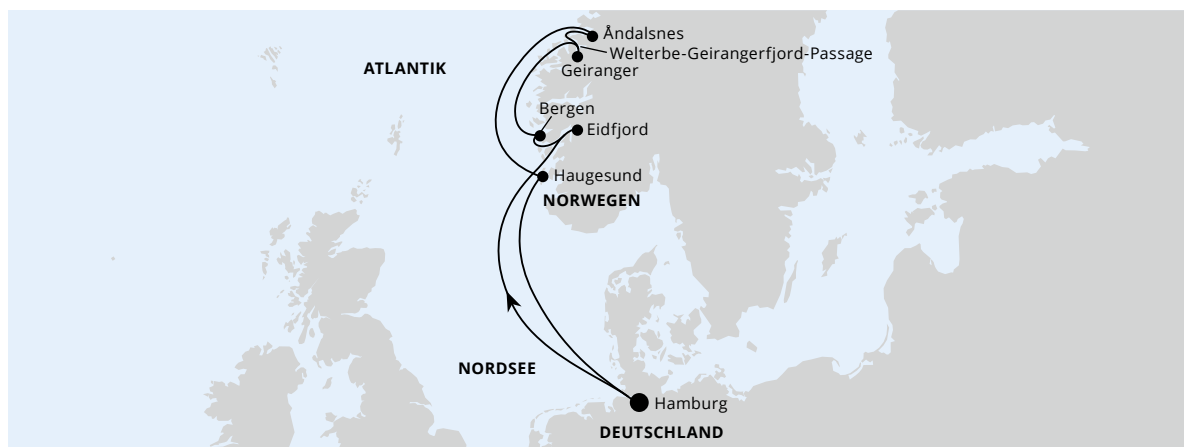 Åndalsnes
Welterbe-Geirangerfjord-Passage
Geiranger
ATLANTIK
Bergen
Eidfjord
Haugesund
NORWEGEN
NORDSEE
Hamburg
DEUTSCHLAND